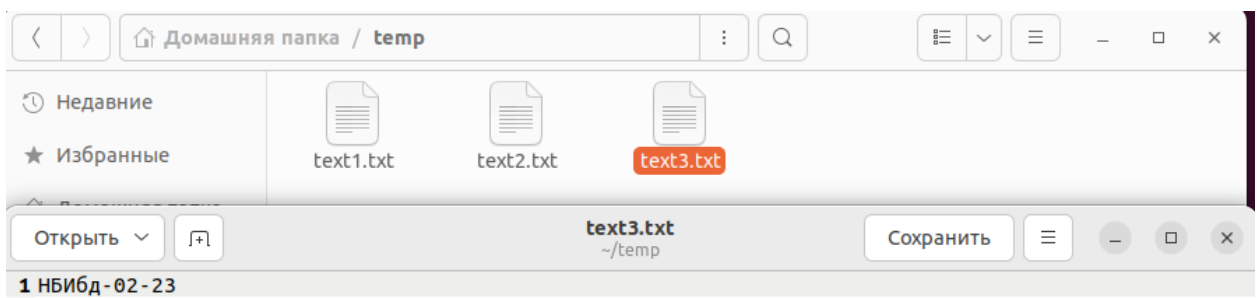 Домашняя папка / temp
Недавние
Избранные
text1.txt text2.txt text3.txt
Открыть text3.txt Сохранить
~/temp
1 НБИбд-02-23